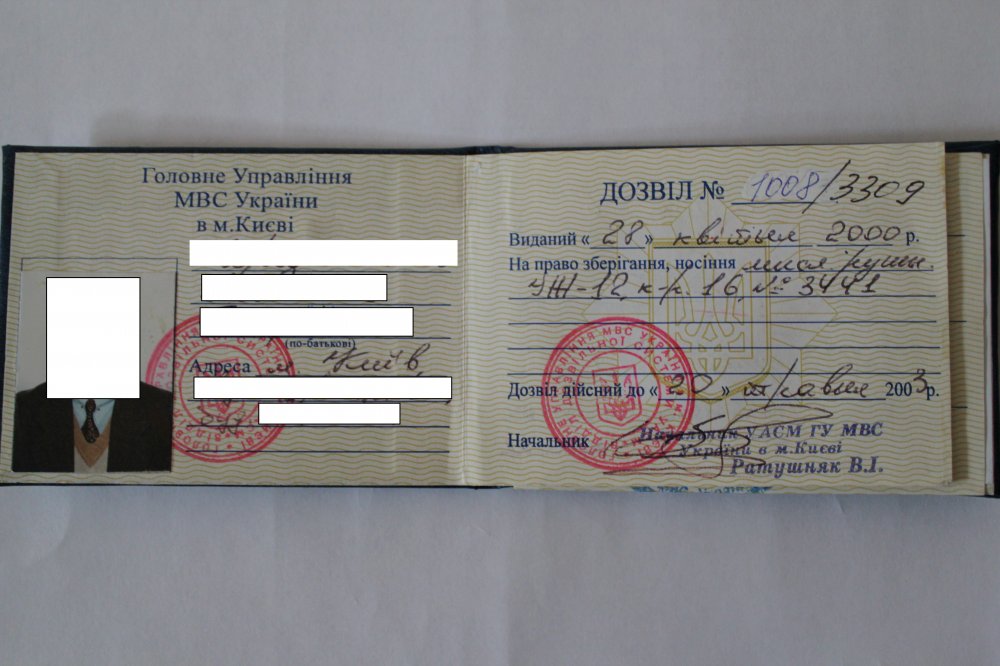 Головне Управління
МВС України
в м.Києві
(по-батькові)
Адреса м. Київ,
ДОЗВІЛ № 1008/3309
Виданий « 28 » квітня 2000 р.
На право зберігання, носіння мисл. рушн.
ТУЖ-12, к-р. 16, № 3441
Дозвіл дійсний до « 20 » травня 2003 р.
Начальник
Начальник УАСМ ГУ МВС
України в м.Києві
Ратушняк В.І.